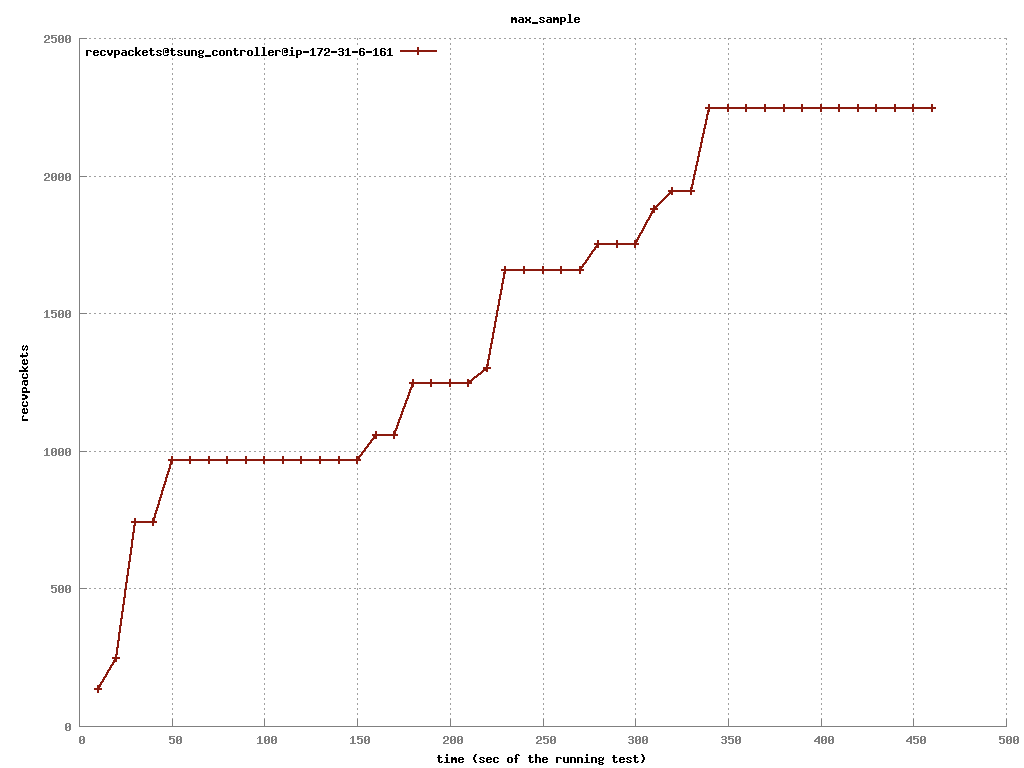 max_sample
recvpackets@tsung_controller@ip-172-31-6-161
2500
2000
1500
1000
500
0
recvpackets
0 50 100 150 200 250 300 350 400 450 500
time (sec of the running test)